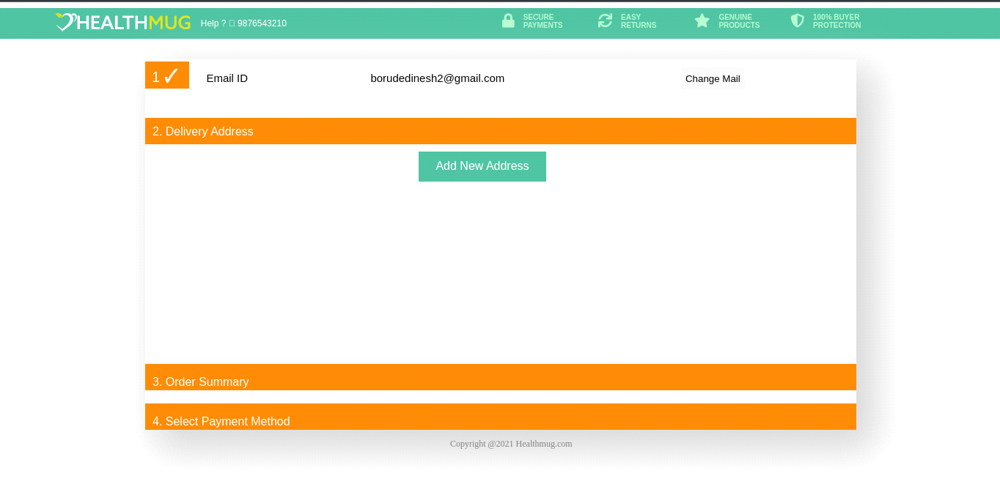 HEALTHMUG Help ? 9876543210
SECURE
PAYMENTS
EASY
RETURNS
GENUINE
PRODUCTS
100% BUYER
PROTECTION
1 ✓ Email ID borudedinesh2@gmail.com Change Mail
2. Delivery Address
Add New Address
3. Order Summary
4. Select Payment Method
Copyright @2021 Healthmug.com